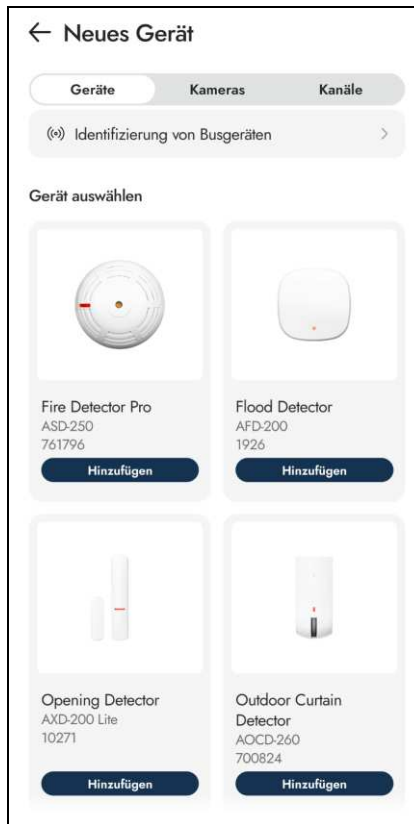 ← Neues Gerät
Geräte Kameras Kanäle
Identifizierung von Busgeräten
Gerät auswählen
Fire Detector Pro
ASD-250
761796
Hinzufügen
Flood Detector
AFD-200
1926
Hinzufügen
Opening Detector
AXD-200 Lite
10271
Hinzufügen
Outdoor Curtain
Detector
AOCD-260
700824
Hinzufügen